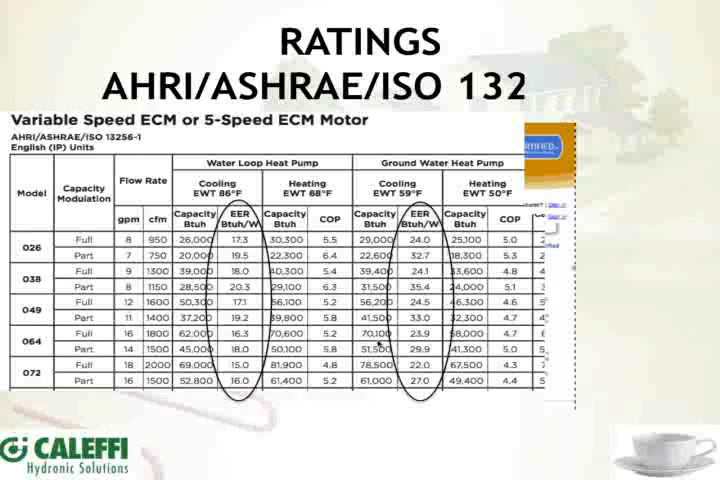 RATINGS
AHRI/ASHRAE/ISO 132
Variable Speed ECM or 5-Speed ECM Motor
AHRI/ASHRAE/ISO 13256-1
English (IP) Units
Water Loop Heat Pump Ground Water Heat Pump
Model Capacity Modulation Flow Rate Cooling EWT 86°F Heating EWT 68°F Cooling EWT 59°F Heating EWT 50°F
gpm cfm Capacity Btuh EER Btuh/W Capacity Btuh COP Capacity Btuh EER Btuh/W Capacity Btuh COP
026 Full 8 950 26,000 17.3 30,300 5.5 29,000 24.0 25,100 5.0
Part 7 750 20,000 19.5 22,300 6.4 22,600 32.7 18,300 5.3
038 Full 9 1300 39,000 18.0 40,300 5.4 39,400 24.1 33,600 4.8
Part 8 1150 28,500 20.3 29,100 6.3 31,500 35.4 24,000 5.1
049 Full 12 1600 50,300 17.1 56,100 5.2 56,200 24.5 46,300 4.6
Part 11 1400 37,200 19.2 39,800 5.8 41,500 33.0 32,300 4.7
064 Full 16 1800 62,000 16.3 70,600 5.2 70,100 23.9 58,000 4.7
Part 14 1500 45,000 18.0 50,100 5.8 51,500 29.9 41,300 5.0
072 Full 18 2000 69,000 15.0 81,900 4.8 78,500 22.0 67,500 4.3
Part 16 1500 52,800 16.0 61,400 5.2 61,000 27.0 49,400 4.4
CALEFFI
Hydronic Solutions